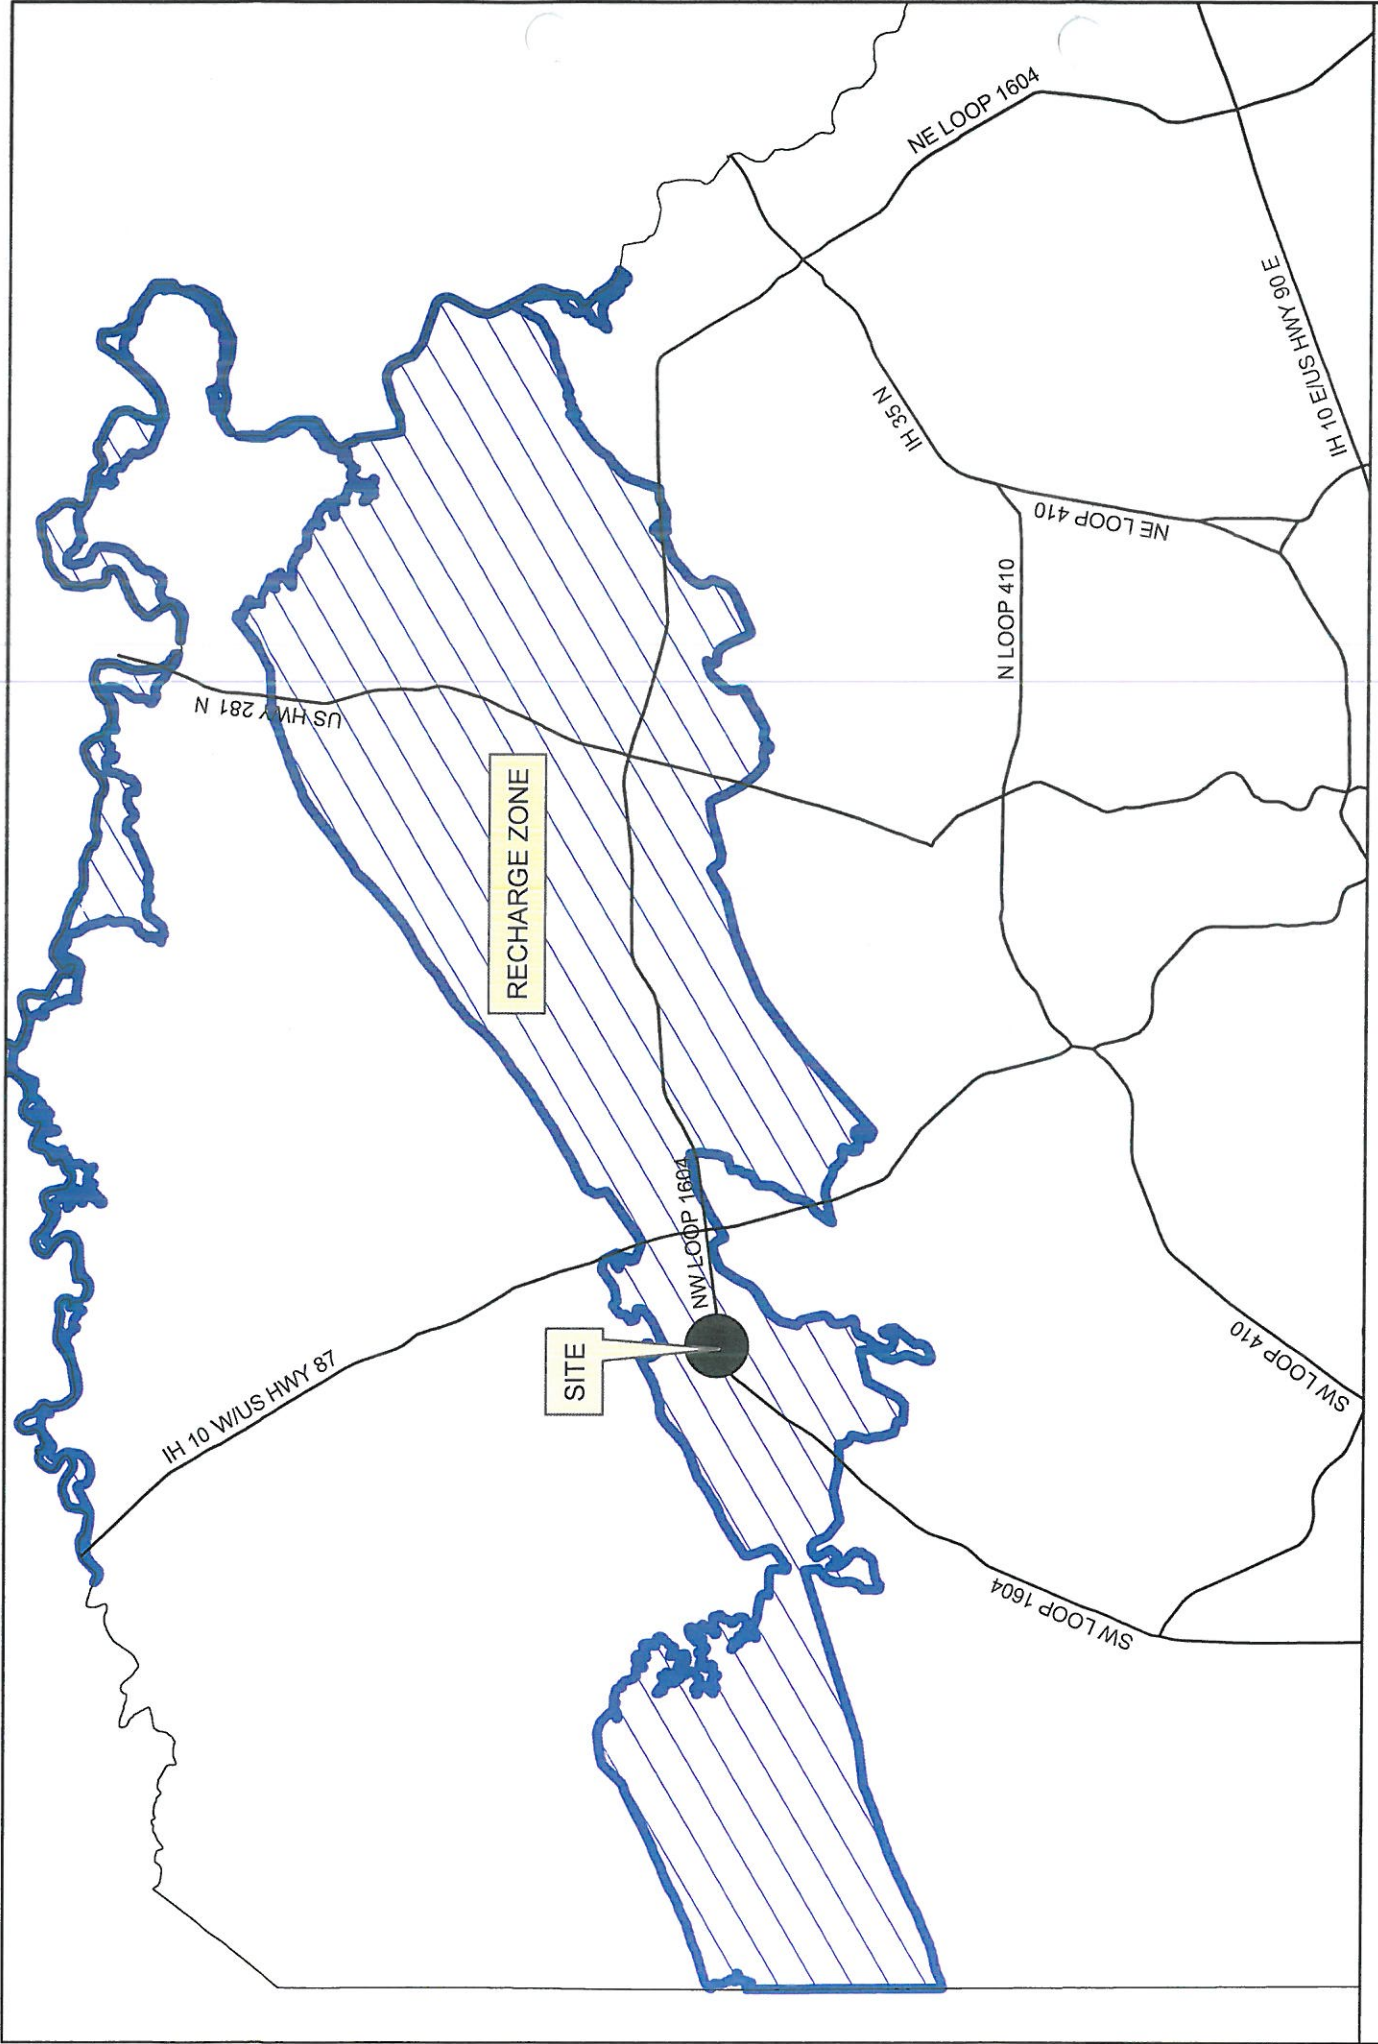 US HWY 281 N
NE LOOP 1604
IH 10 W/US HWY 87
RECHARGE ZONE
SITE
NW LOOP 1604
IH 35 N
IH 10 E/US HWY 90 E
N LOOP 410
NE LOOP 410
SW LOOP 410
SW LOOP 1604